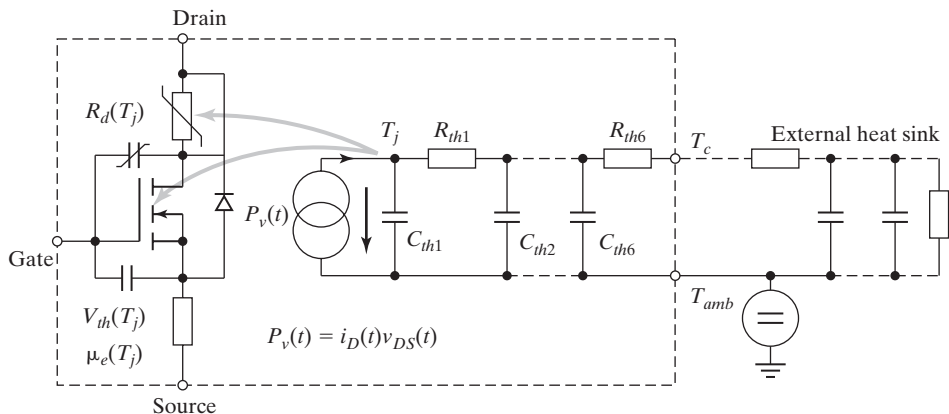 Drain
R_d(T_j)
T_j
R_th1
R_th6
T_c
External heat sink
P_v(t)
C_th1
C_th2
C_th6
Gate
V_th(T_j)
μ_e(T_j)
P_v(t) = i_D(t)v_DS(t)
T_amb
Source